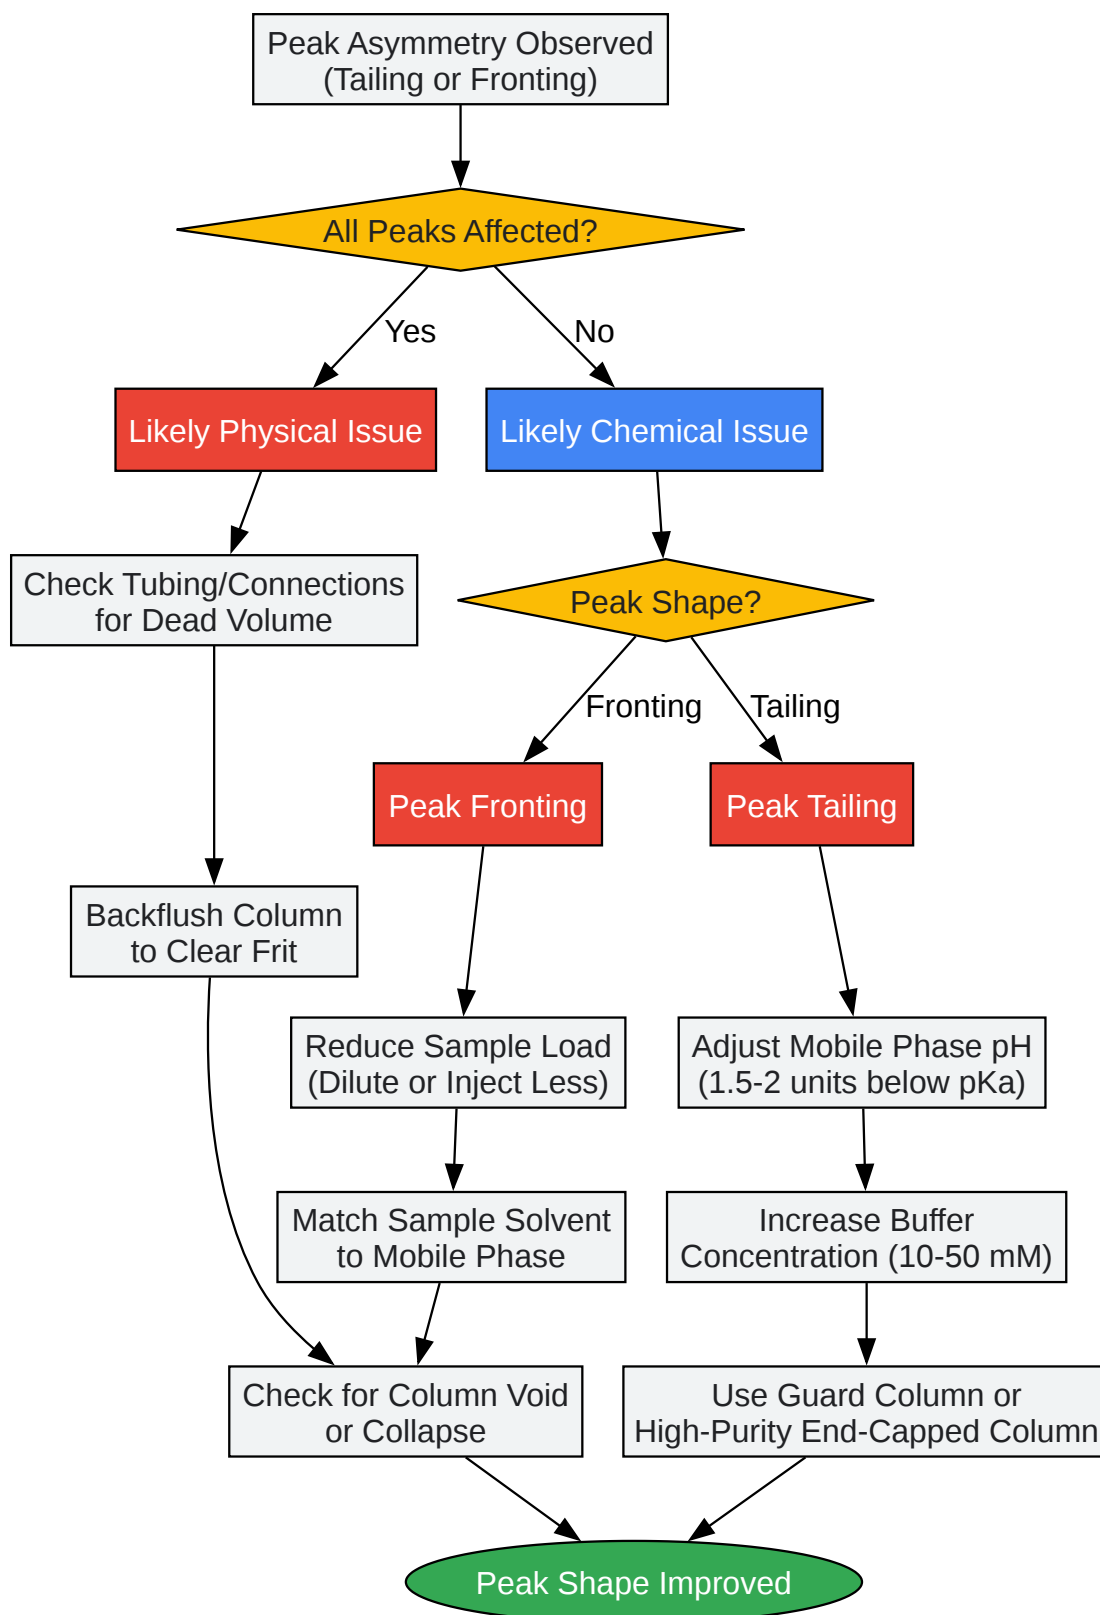 Peak Asymmetry Observed
(Tailing or Fronting)
All Peaks Affected?
Yes
No
Likely Physical Issue
Likely Chemical Issue
Check Tubing/Connections
for Dead Volume
Peak Shape?
Fronting
Tailing
Peak Fronting
Peak Tailing
Backflush Column
to Clear Frit
Reduce Sample Load
(Dilute or Inject Less)
Adjust Mobile Phase pH
(1.5-2 units below pKa)
Match Sample Solvent
to Mobile Phase
Increase Buffer
Concentration (10-50 mM)
Check for Column Void
or Collapse
Use Guard Column or
High-Purity End-Capped Column
Peak Shape Improved